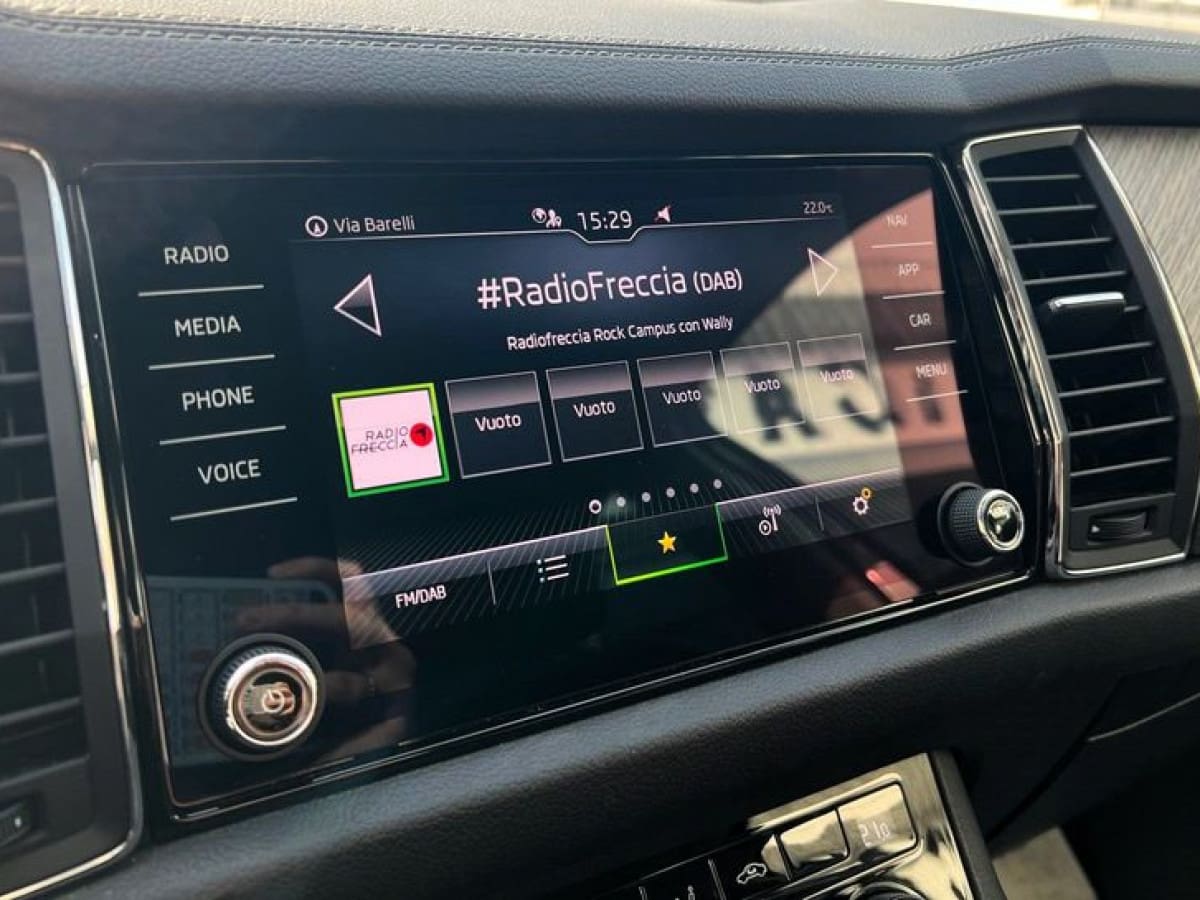 Via Barelli
15:29
22.0°C
RADIO
MEDIA
PHONE
VOICE
#RadioFreccia (DAB)
Radiofreccia Rock Campus con Wally
RADIO
FRECCIA
Vuoto
Vuoto
Vuoto
Vuoto
Vuoto
FM/DAB
NAV
APP
CAR
MENU